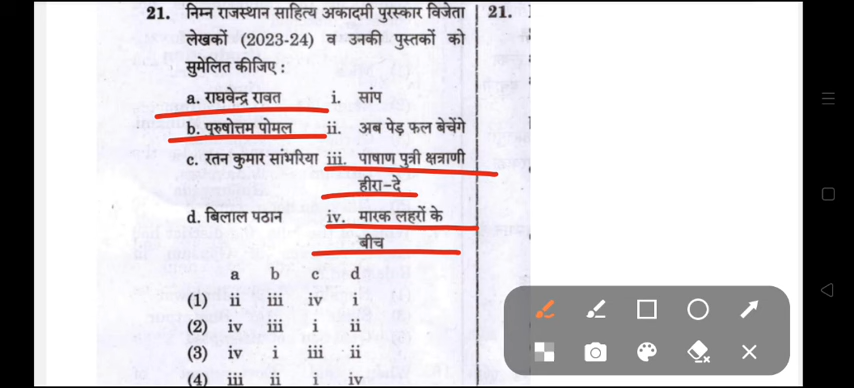 21. निम्न राजस्थान साहित्य अकादमी पुरस्कार विजेता
लेखकों (2023-24) व उनकी पुस्तकों को
सुमेलित कीजिए :
a. राघवेन्द्र रावत i. सांप
b. पुरुषोत्तम पोमल ii. अब पेड़ फल बेचेंगे
c. रतन कुमार सांभरिया iii. पाषाण पुत्री क्षत्राणी
हीरा-दे
d. बिलाल पठान iv. मारक लहरों के
बीच
a b c d
(1) ii iii iv i
(2) iv iii i ii
(3) iv i iii ii
(4) iii ii i iv
21.